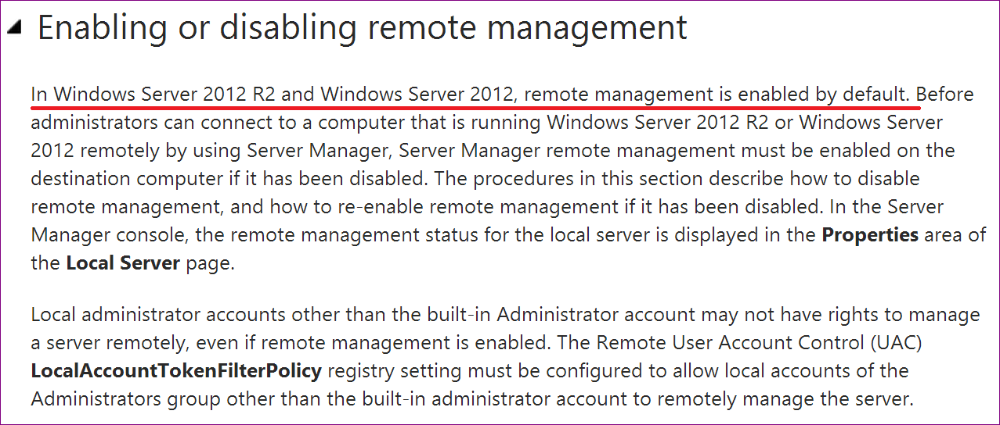 Enabling or disabling remote management
In Windows Server 2012 R2 and Windows Server 2012, remote management is enabled by default. Before
administrators can connect to a computer that is running Windows Server 2012 R2 or Windows Server
2012 remotely by using Server Manager, Server Manager remote management must be enabled on the
destination computer if it has been disabled. The procedures in this section describe how to disable
remote management, and how to re-enable remote management if it has been disabled. In the Server
Manager console, the remote management status for the local server is displayed in the Properties area of
the Local Server page.
Local administrator accounts other than the built-in Administrator account may not have rights to manage
a server remotely, even if remote management is enabled. The Remote User Account Control (UAC)
LocalAccountTokenFilterPolicy registry setting must be configured to allow local accounts of the
Administrators group other than the built-in administrator account to remotely manage the server.